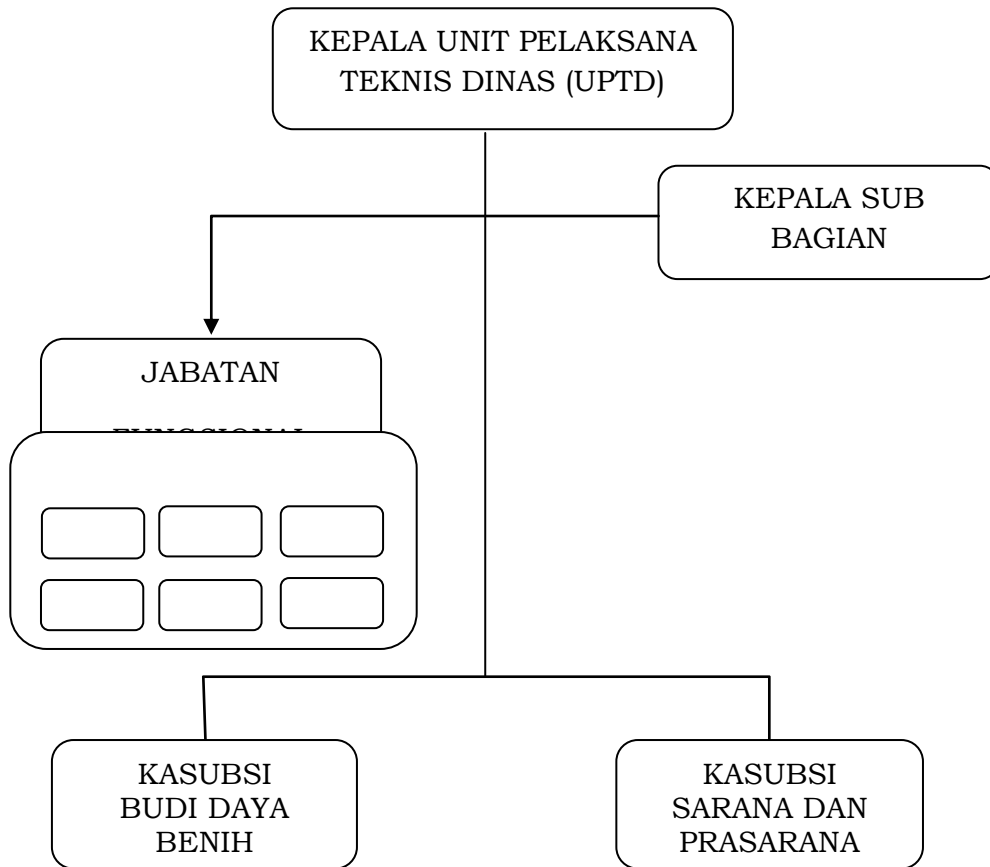 KEPALA UNIT PELAKSANA
TEKNIS DINAS (UPTD)
KEPALA SUB
BAGIAN
JABATAN
KASUBSI
BUDI DAYA
BENIH
KASUBSI
SARANA DAN
PRASARANA